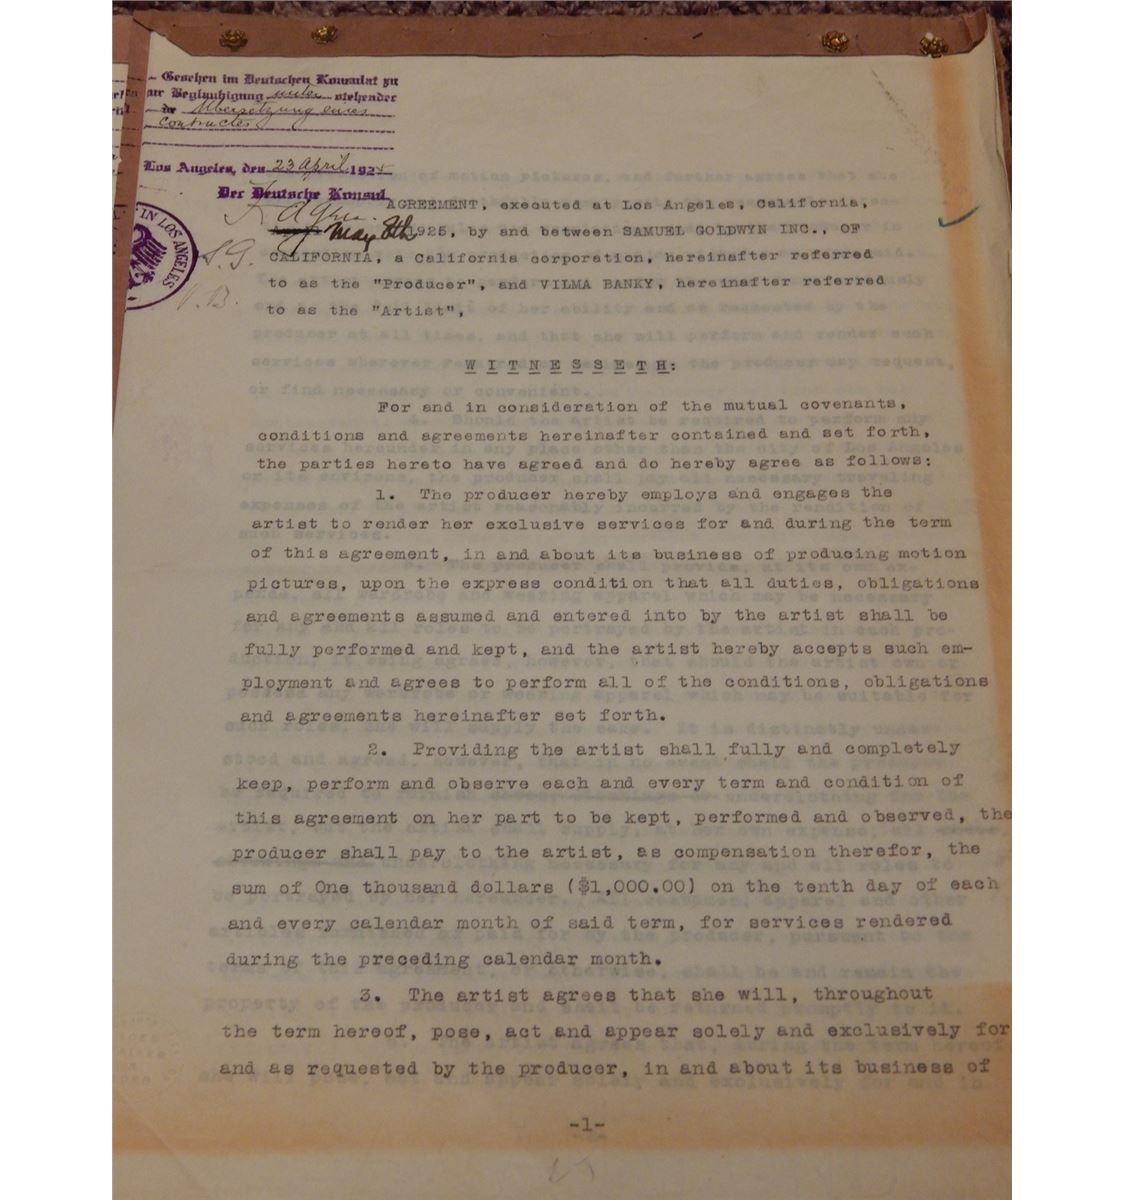 Gesehen im Deutschen Konsulat zu
zur Beglaubigung unter stehender
der Übersetzung eines
Contractes
Los Angeles, den 23 April 1925
Der Deutsche Konsul
IN LOS ANGELES
S.G.
V.B.
AGREEMENT, executed at Los Angeles, California,
May 8th 1925, by and between SAMUEL GOLDWYN INC., OF
CALIFORNIA, a California corporation, hereinafter referred
to as the "Producer", and VILMA BANKY, hereinafter referred
to as the "Artist",
WITNESSETH:
For and in consideration of the mutual covenants,
conditions and agreements hereinafter contained and set forth,
the parties hereto have agreed and do hereby agree as follows:
1. The producer hereby employs and engages the
artist to render her exclusive services for and during the term
of this agreement, in and about its business of producing motion
pictures, upon the express condition that all duties, obligations
and agreements assumed and entered into by the artist shall be
fully performed and kept, and the artist hereby accepts such em-
ployment and agrees to perform all of the conditions, obligations
and agreements hereinafter set forth.
2. Providing the artist shall fully and completely
keep, perform and observe each and every term and condition of
this agreement on her part to be kept, performed and observed, the
producer shall pay to the artist, as compensation therefor, the
sum of One thousand dollars ($1,000.00) on the tenth day of each
and every calendar month of said term, for services rendered
during the preceding calendar month.
3. The artist agrees that she will, throughout
the term hereof, pose, act and appear solely and exclusively for
and as requested by the producer, in and about its business of
-1-